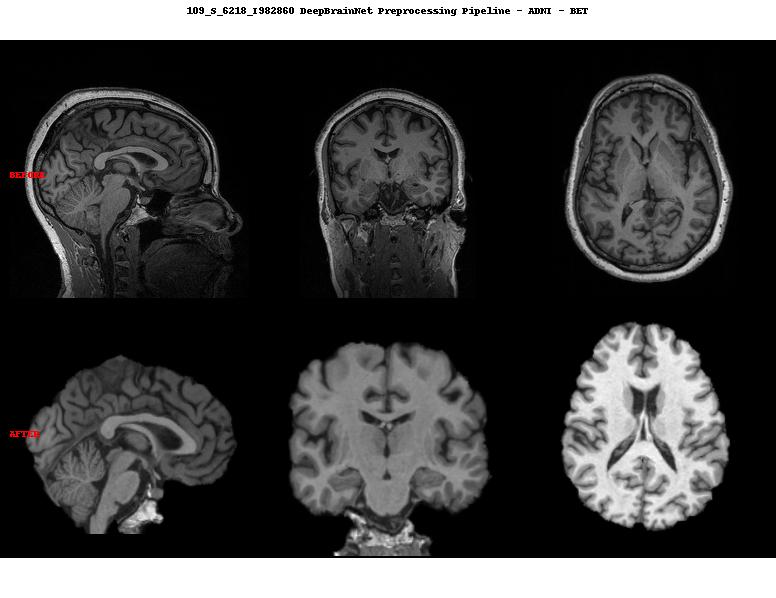 109_S_6218_I982860 DeepBrainNet Preprocessing Pipeline - ADNI - BET
BEFORE
AFTER